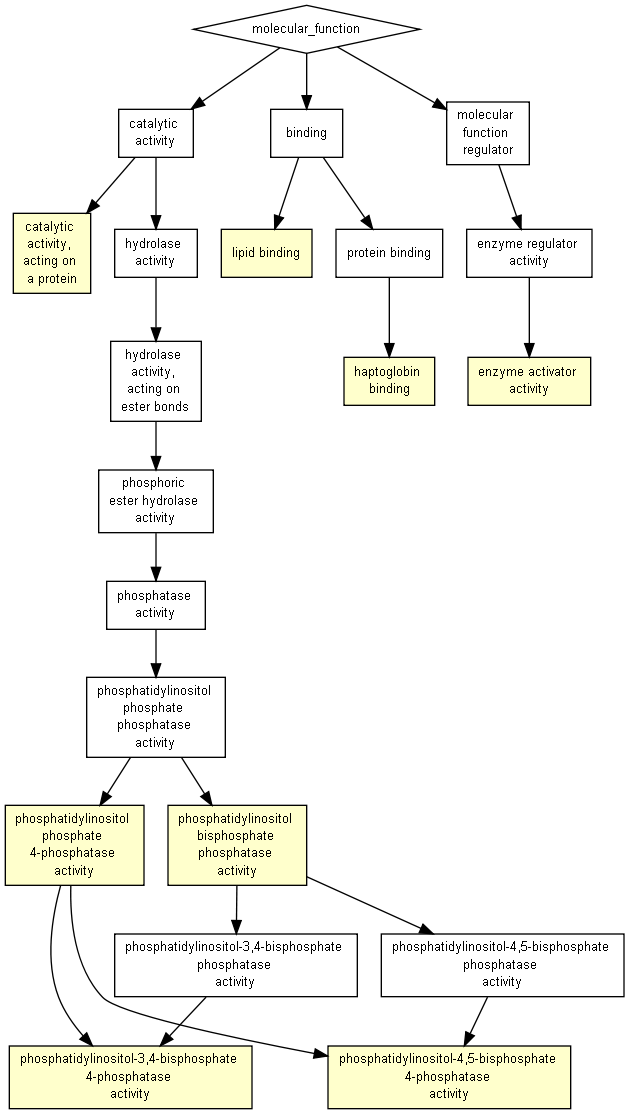 molecular_function
catalytic
activity
binding
molecular
function
regulator
catalytic
activity,
acting on
a protein
hydrolase
activity
lipid binding
protein binding
enzyme regulator
activity
hydrolase
activity,
acting on
ester bonds
haptoglobin
binding
enzyme activator
activity
phosphoric
ester hydrolase
activity
phosphatase
activity
phosphatidylinositol
phosphate
phosphatase
activity
phosphatidylinositol
phosphate
4-phosphatase
activity
phosphatidylinositol
bisphosphate
phosphatase
activity
phosphatidylinositol-3,4-bisphosphate
phosphatase
activity
phosphatidylinositol-4,5-bisphosphate
phosphatase
activity
phosphatidylinositol-3,4-bisphosphate
4-phosphatase
activity
phosphatidylinositol-4,5-bisphosphate
4-phosphatase
activity